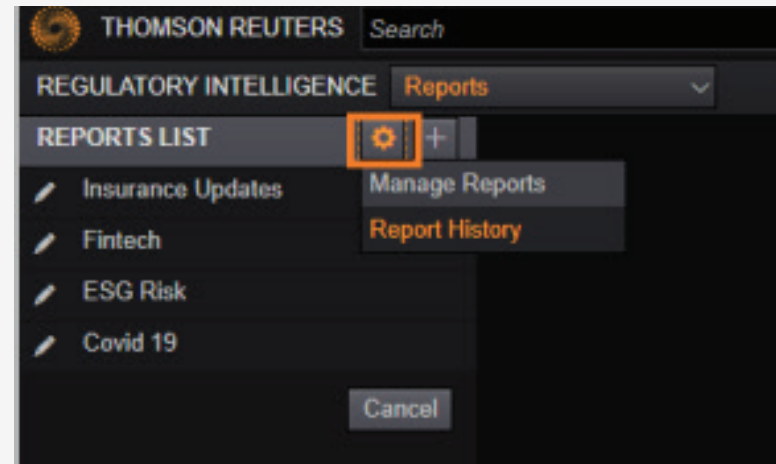 THOMSON REUTERS Search
REGULATORY INTELLIGENCE Reports
REPORTS LIST +
Insurance Updates
Manage Reports
Fintech
Report History
ESG Risk
Covid 19
Cancel